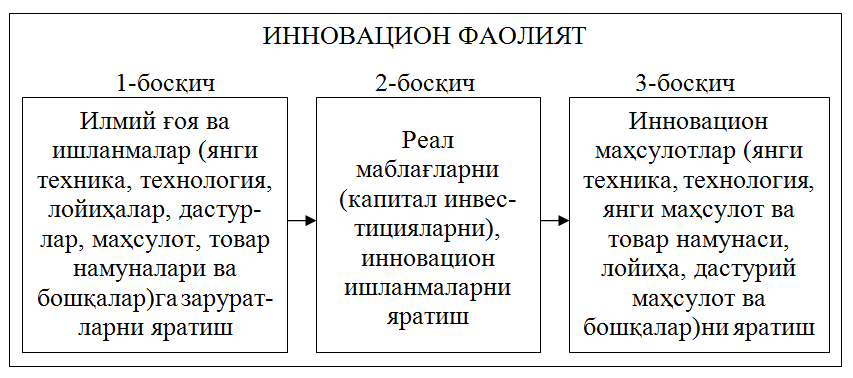 ИННОВАЦИОН ФАОЛИЯТ
1-босқич
Илмий ғоя ва
ишланмалар (янги
техника, технология,
лойиҳалар, дастур-
лар, маҳсулот, товар
намуналари ва
бошқалар)га зарурат-
ларни яратиш
2-босқич
Реал
маблағларни
(капитал инвес-
тицияларни),
инновацион
ишланмаларни
яратиш
3-босқич
Инновацион
маҳсулотлар (янги
техника, технология,
янги маҳсулот ва
товар намунаси,
лойиҳа, дастурий
маҳсулот ва
бошқалар)ни яратиш